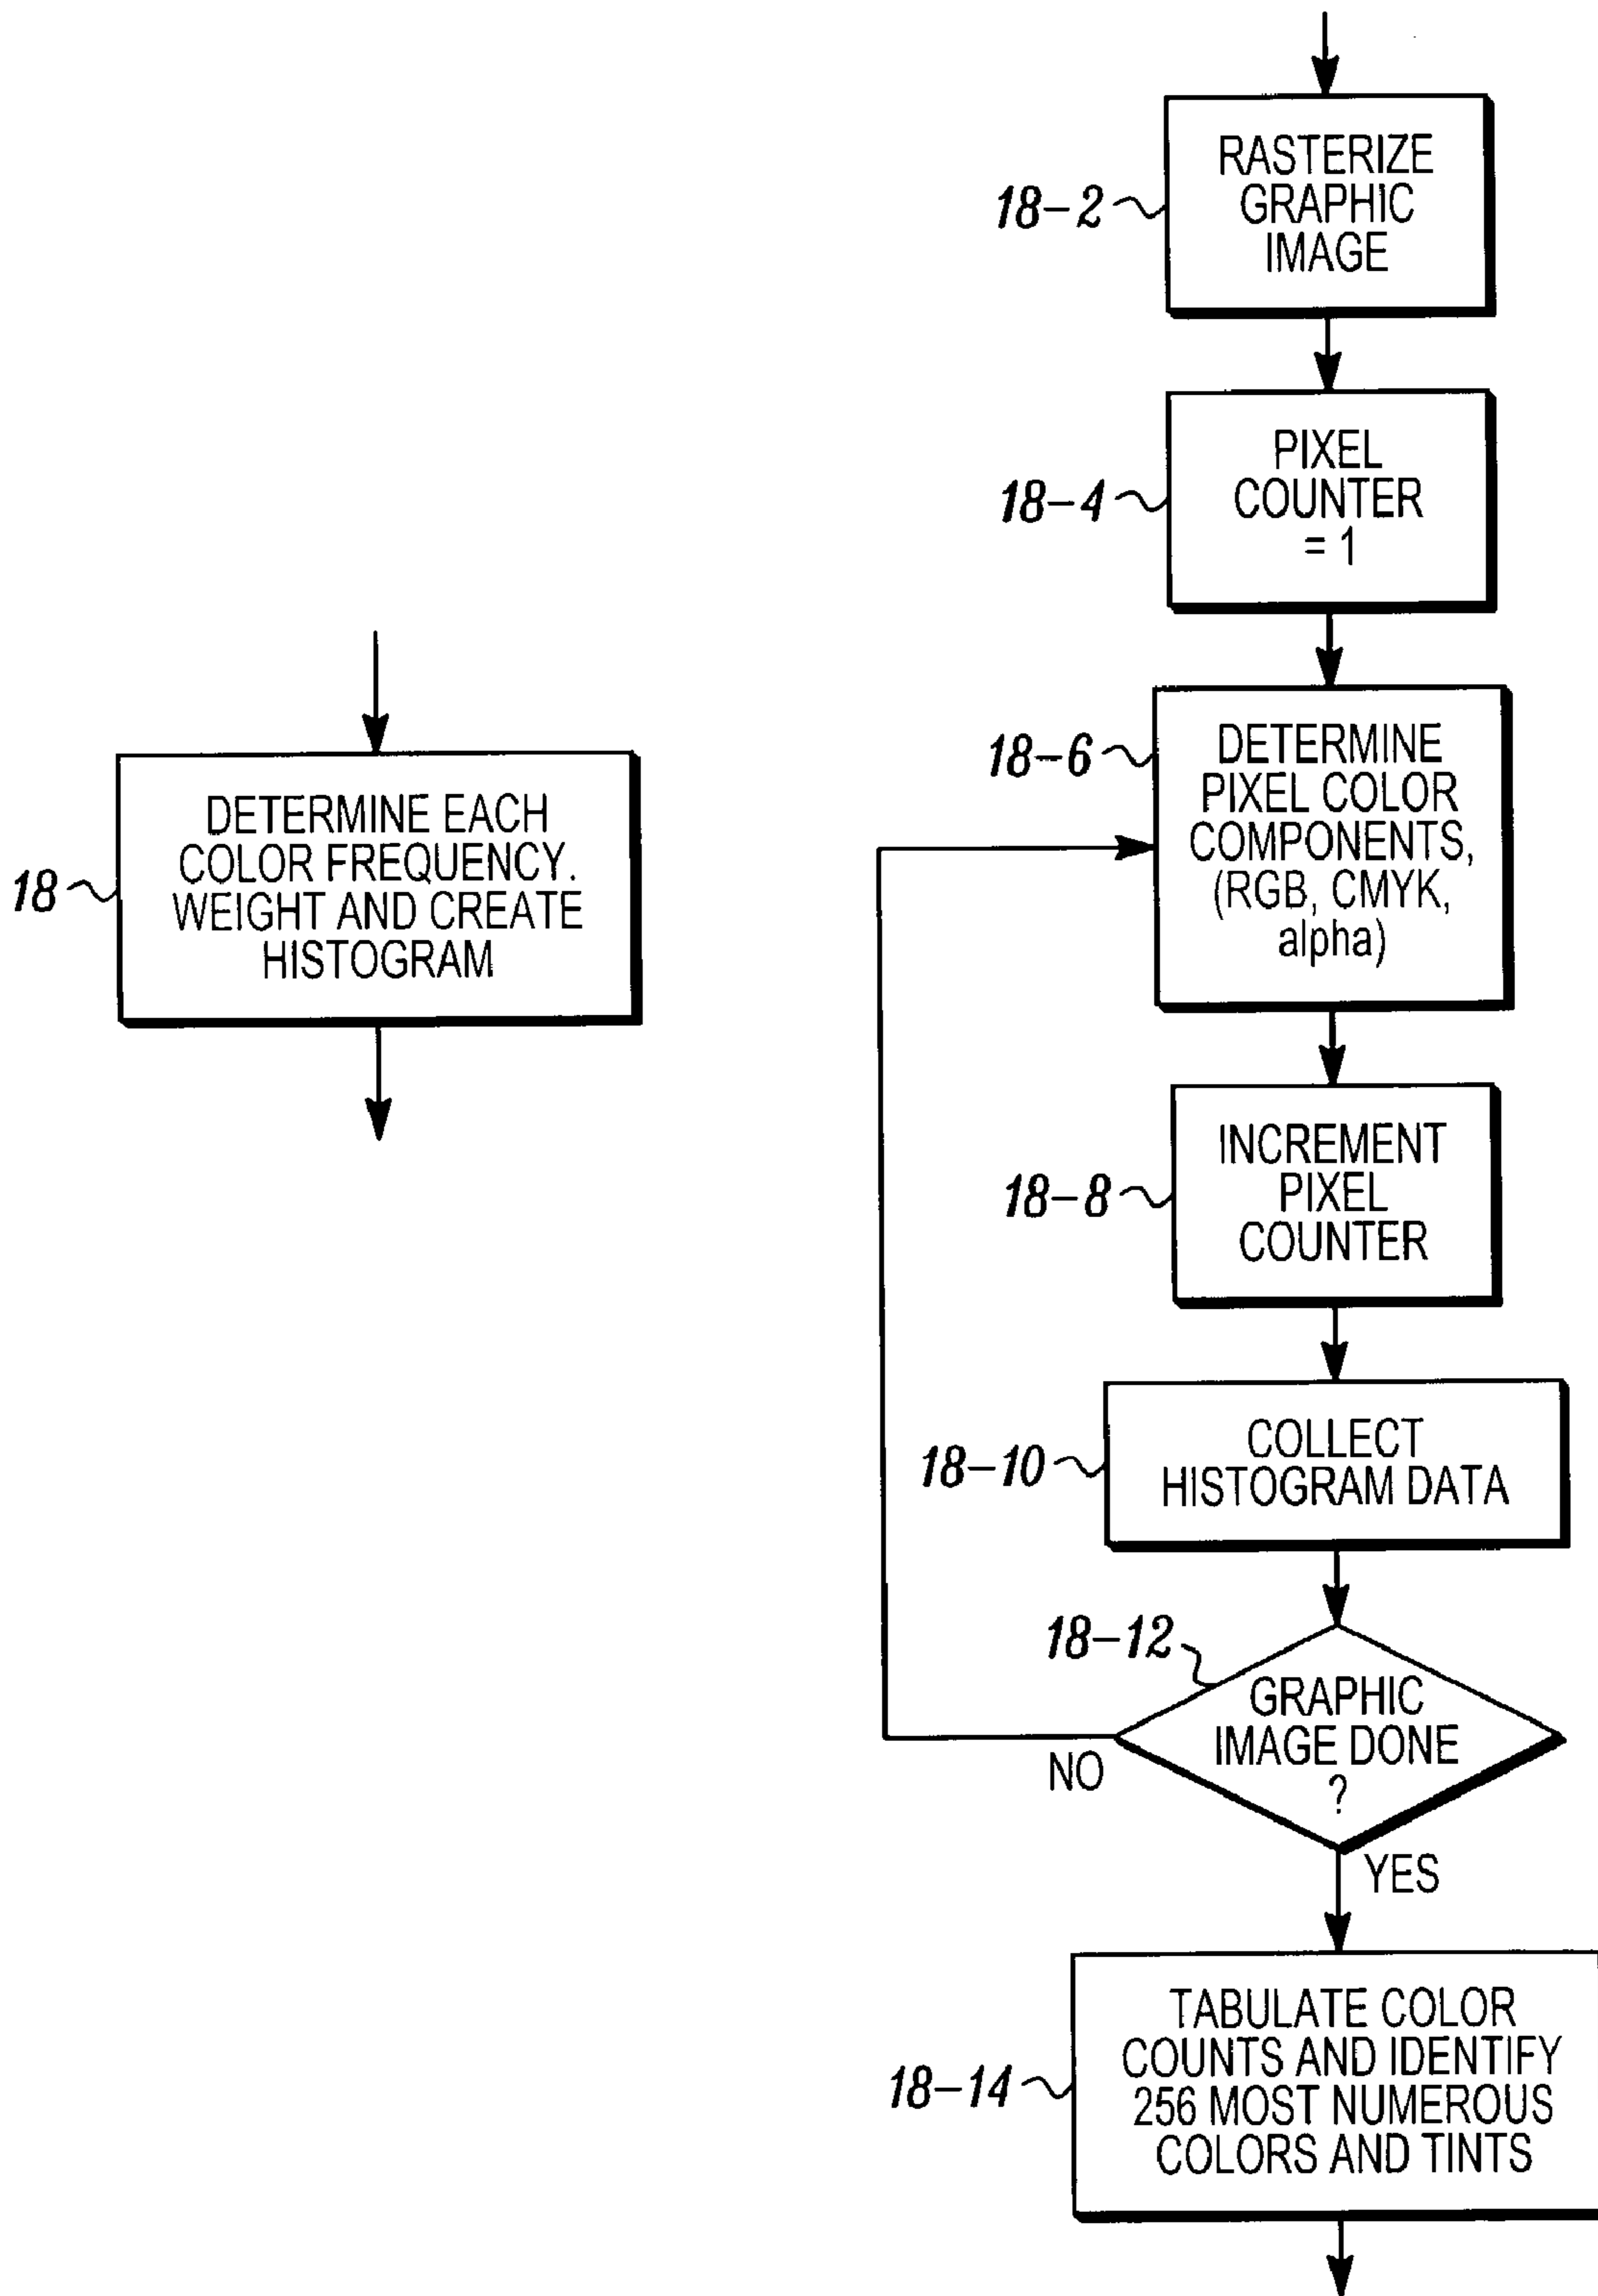 18
DETERMINE EACH
COLOR FREQUENCY.
WEIGHT AND CREATE
HISTOGRAM
18-2
RASTERIZE
GRAPHIC
IMAGE
18-4
PIXEL
COUNTER
= 1
18-6
DETERMINE
PIXEL COLOR
COMPONENTS,
(RGB, CMYK,
alpha)
18-8
INCREMENT
PIXEL
COUNTER
18-10
COLLECT
HISTOGRAM DATA
18-12
GRAPHIC
IMAGE DONE
?
NO
YES
18-14
TABULATE COLOR
COUNTS AND IDENTIFY
256 MOST NUMEROUS
COLORS AND TINTS